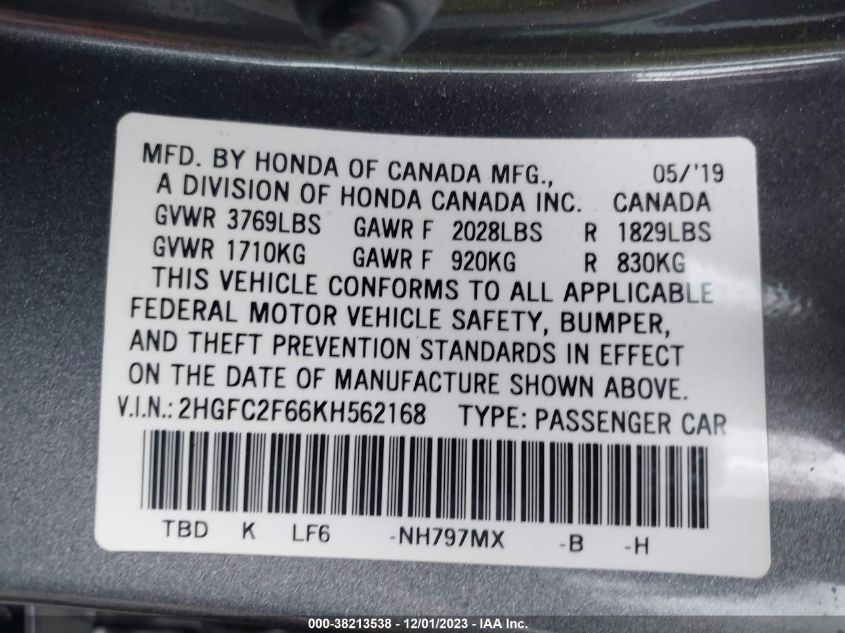 MFD. BY HONDA OF CANADA MFG., 05/'19
A DIVISION OF HONDA CANADA INC. CANADA
GVWR 3769LBS GAWR F 2028LBS R 1829LBS
GVWR 1710KG GAWR F 920KG R 830KG
THIS VEHICLE CONFORMS TO ALL APPLICABLE
FEDERAL MOTOR VEHICLE SAFETY, BUMPER,
AND THEFT PREVENTION STANDARDS IN EFFECT
ON THE DATE OF MANUFACTURE SHOWN ABOVE.
V.I.N.: 2HGFC2F66KH562168 TYPE: PASSENGER CAR
TBD K LF6 -NH797MX -B -H
000-38213538 - 12/01/2023 - IAAI Inc.